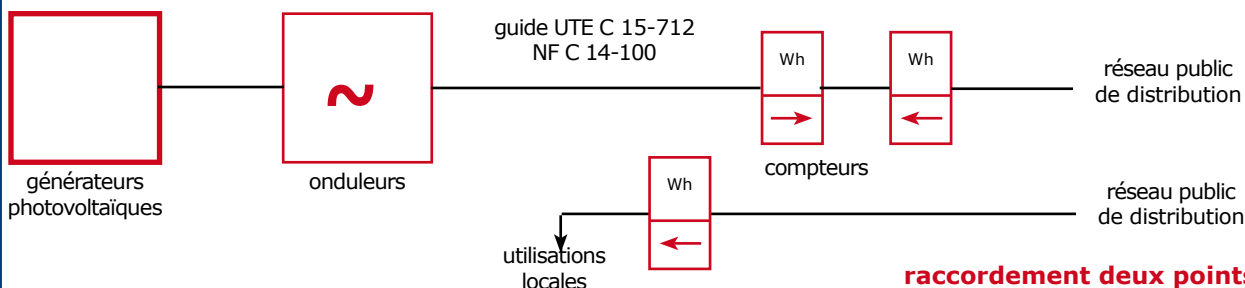 guide UTE C 15-712
NF C 14-100
Wh
Wh
réseau public
de distribution
compteurs
générateurs
photovoltaïques
onduleurs
Wh
réseau public
de distribution
utilisations
locales
raccordement deux points